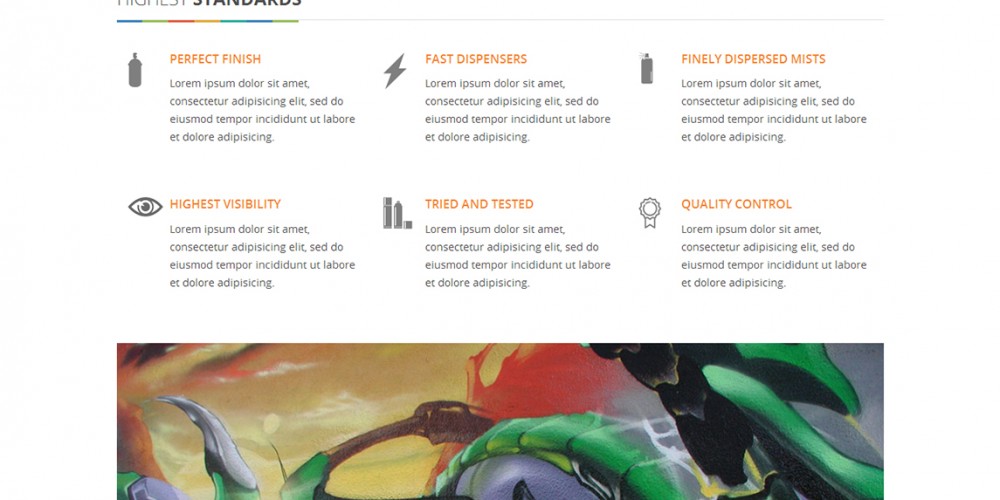 HIGHEST STANDARDS
PERFECT FINISH
Lorem ipsum dolor sit amet,
consectetur adipisicing elit, sed do
eiusmod tempor incididunt ut labore
et dolore adipisicing.
FAST DISPENSERS
Lorem ipsum dolor sit amet,
consectetur adipisicing elit, sed do
eiusmod tempor incididunt ut labore
et dolore adipisicing.
FINELY DISPERSED MISTS
Lorem ipsum dolor sit amet,
consectetur adipisicing elit, sed do
eiusmod tempor incididunt ut labore
et dolore adipisicing.
HIGHEST VISIBILITY
Lorem ipsum dolor sit amet,
consectetur adipisicing elit, sed do
eiusmod tempor incididunt ut labore
et dolore adipisicing.
TRIED AND TESTED
Lorem ipsum dolor sit amet,
consectetur adipisicing elit, sed do
eiusmod tempor incididunt ut labore
et dolore adipisicing.
QUALITY CONTROL
Lorem ipsum dolor sit amet,
consectetur adipisicing elit, sed do
eiusmod tempor incididunt ut labore
et dolore adipisicing.